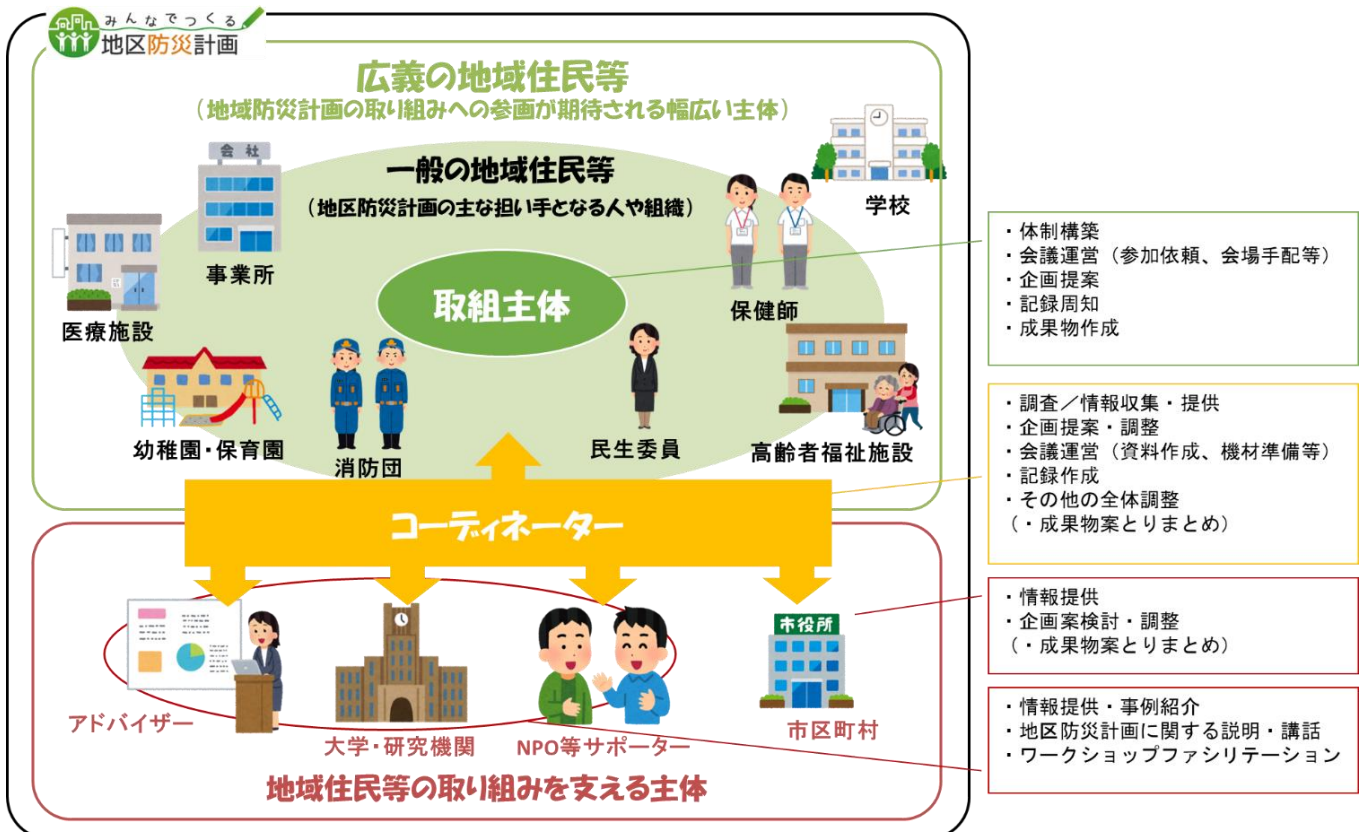 みんなでつくる
地区防災計画
広義の地域住民等
（地域防災計画の取り組みへの参画が期待される幅広い主体）
一般の地域住民等
（地区防災計画の主な担い手となる人や組織）
会社
事業所
医療施設
学校
保健師
取組主体
幼稚園・保育園
消防団
民生委員
高齢者福祉施設
コーディネーター
アドバイザー
大学・研究機関
NPO等サポーター
市役所
市区町村
地域住民等の取り組みを支える主体
・体制構築
・会議運営（参加依頼、会場手配等）
・企画提案
・記録周知
・成果物作成
・調査／情報収集・提供
・企画提案・調整
・会議運営（資料作成、機材準備等）
・記録作成
・その他の全体調整
（・成果物案とりまとめ）
・情報提供
・企画案検討・調整
（・成果物案とりまとめ）
・情報提供・事例紹介
・地区防災計画に関する説明・講話
・ワークショップファシリテーション